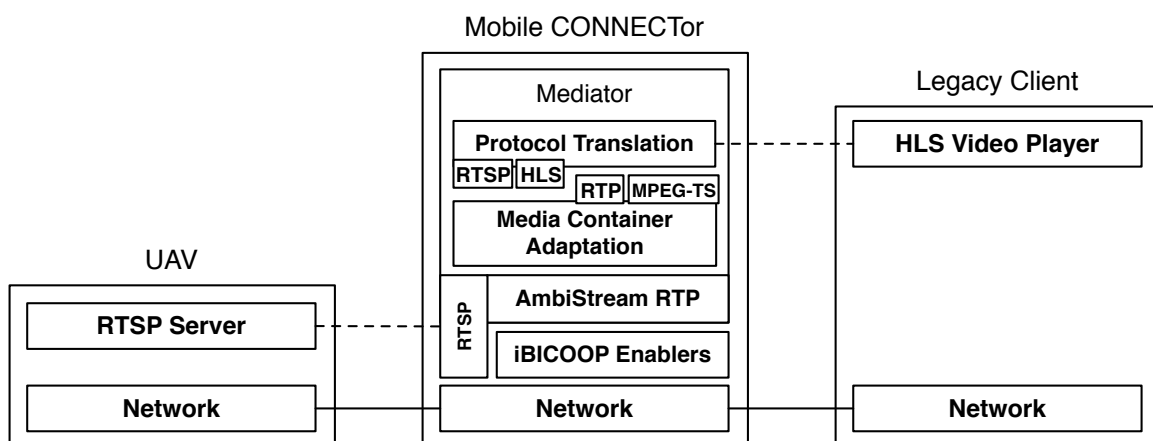 Mobile CONNECTor
Mediator
Legacy Client
Protocol Translation
HLS Video Player
RTSP
HLS
RTP
MPEG-TS
Media Container
Adaptation
UAV
RTSP Server
RTSP
AmbiStream RTP
iBICOOP Enablers
Network
Network
Network